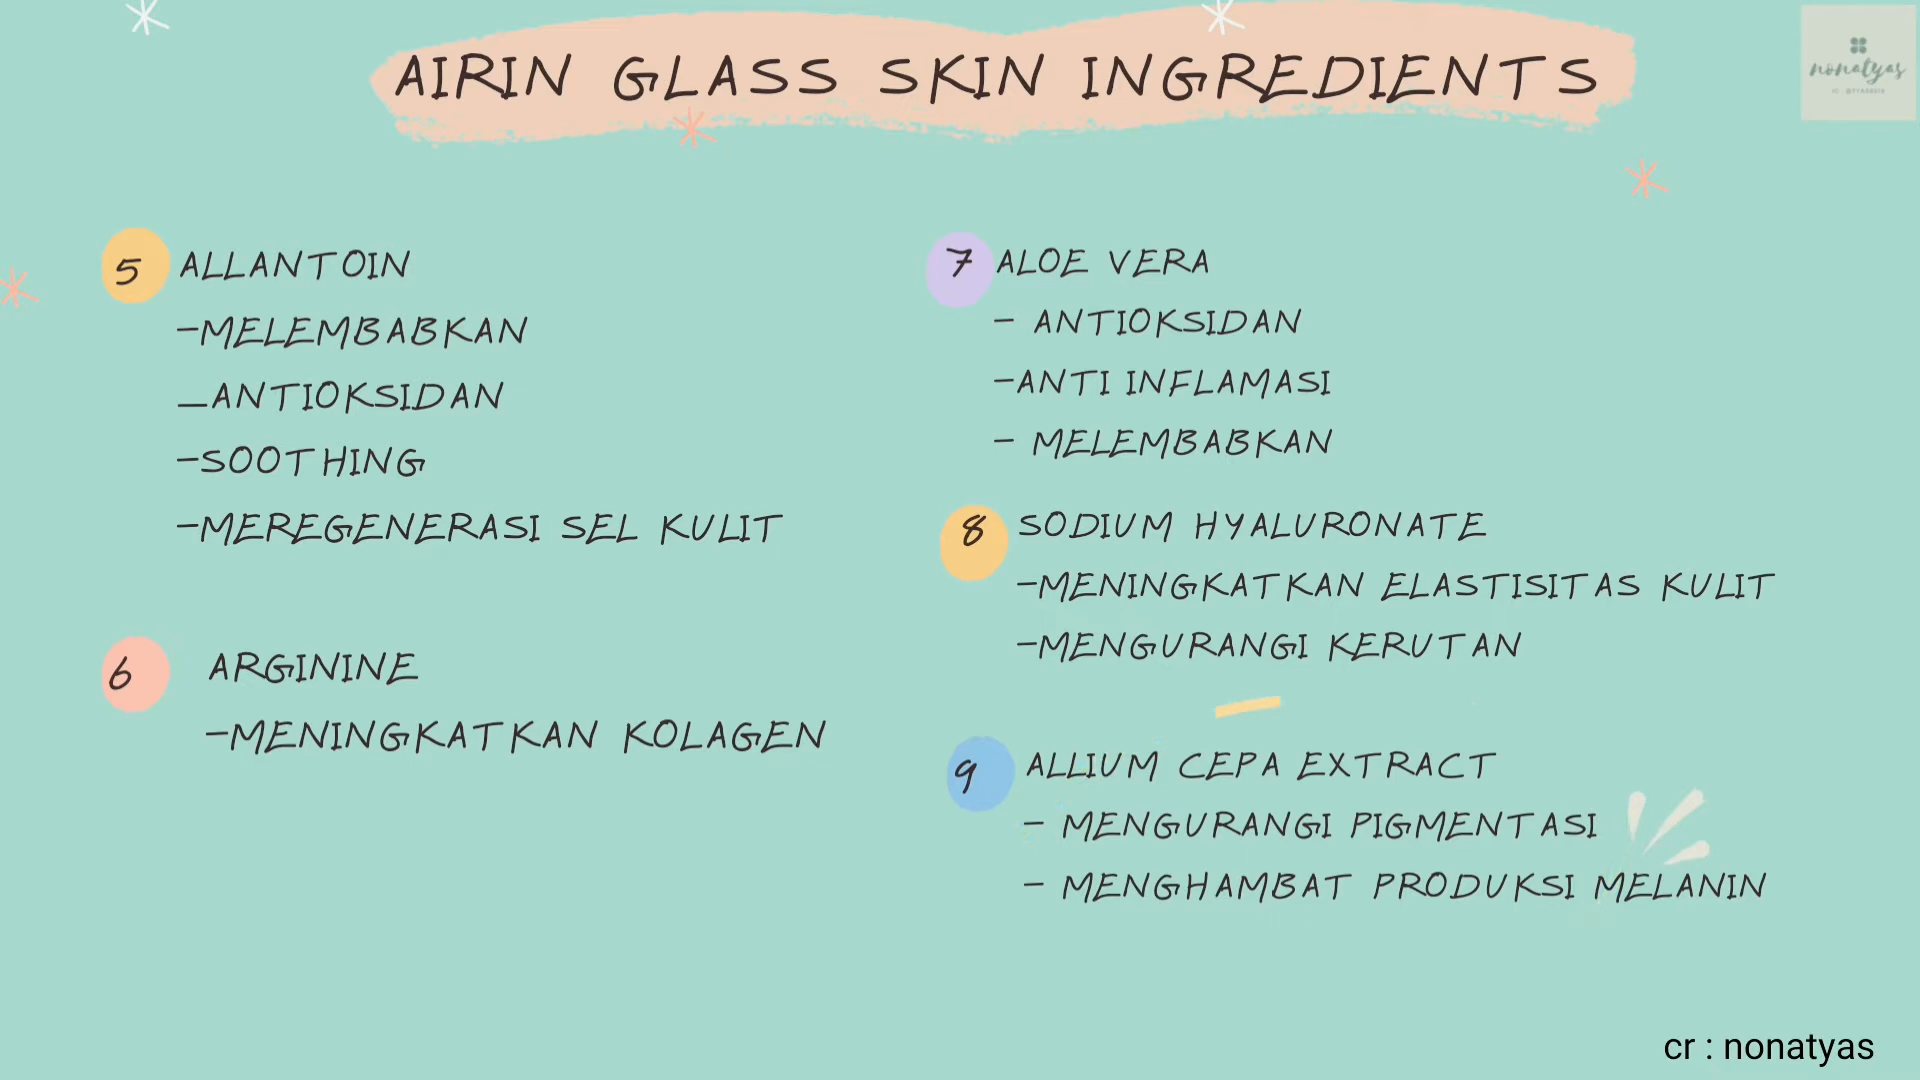 AIRIN GLASS SKIN INGREDIENTS
nonatyas
5 ALLANTOIN
-MELEMBABKAN
_ANTIOKSIDAN
-SOOTHING
-MEREGENERASI SEL KULIT
6 ARGININE
-MENINGKATKAN KOLAGEN
7 ALOE VERA
- ANTIOKSIDAN
-ANTI INFLAMASI
- MELEMBABKAN
8 SODIUM HYALURONATE
-MENINGKATKAN ELASTISITAS KULIT
-MENGURANGI KERUTAN
9 ALLIUM CEPA EXTRACT
- MENGURANGI PIGMENTASI
- MENGHAMBAT PRODUKSI MELANIN
cr : nonatyas